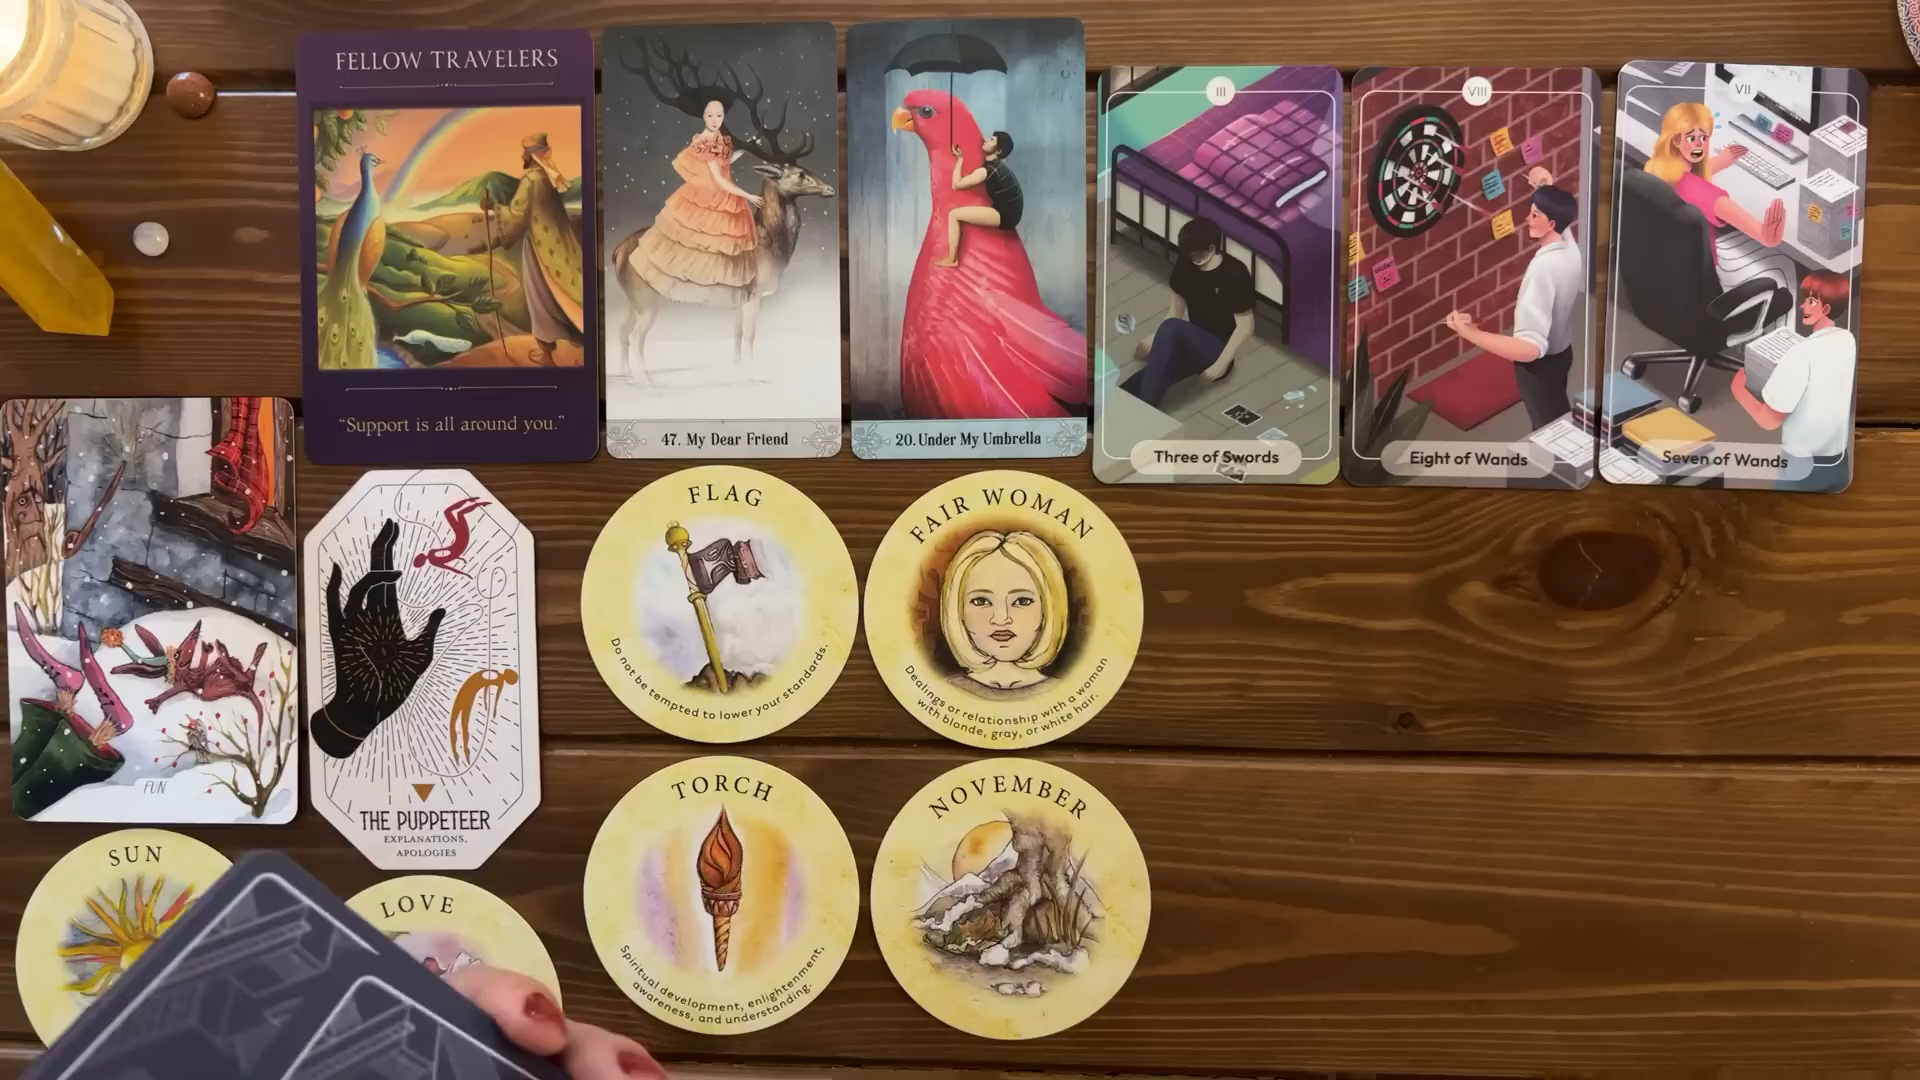 FELLOW TRAVELERS
"Support is all around you."
47. My Dear Friend
20. Under My Umbrella
III
Three of Swords
VIII
Eight of Wands
VII
Seven of Wands
FUN
THE PUPPETEER
EXPLANATIONS,
APOLOGIES
FLAG
Do not be tempted to lower your standards.
FAIR WOMAN
Dealings or relationship with a woman
with blonde, gray, or white hair.
SUN
LOVE
TORCH
Spiritual development, enlightenment,
awareness, and understanding.
NOVEMBER